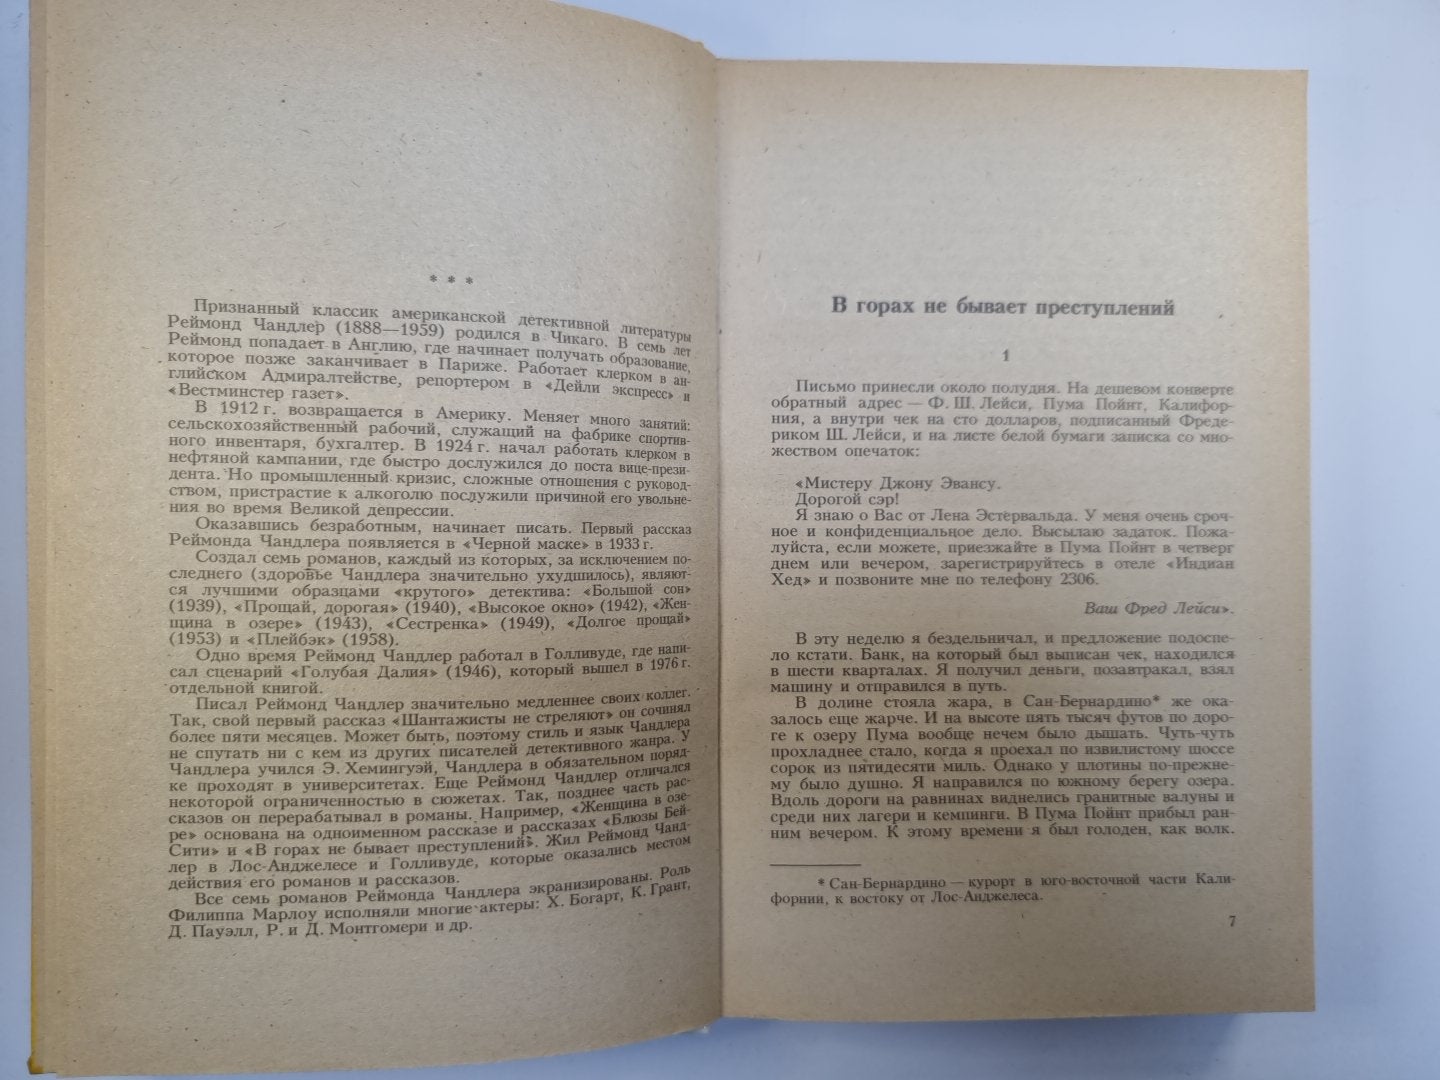 * * *
Признанный классик американской детективной литературы
Реймонд Чандлер (1888—1959) родился в Чикаго. В семь лет
Реймонд попадает в Англию, где начинает получать образование,
которое позже заканчивает в Париже. Работает клерком в ан-
глийском Адмиралтействе, репортером в «Дейли экспресс» и
«Вестминстер газет».
В 1912 г. возвращается в Америку. Меняет много занятий:
сельскохозяйственный рабочий, служащий на фабрике спортив-
ного инвентаря, бухгалтер. В 1924 г. начал работать клерком в
нефтяной кампании, где быстро дослужился до поста вице-прези-
дента. Но промышленный кризис, сложные отношения с руковод-
ством, пристрастие к алкоголю послужили причиной его увольне-
ния во время Великой депрессии.
Оказавшись безработным, начинает писать. Первый рассказ
Реймонда Чандлера появляется в «Черной маске» в 1933 г.
Создал семь романов, каждый из которых, за исключением по-
следнего (здоровье Чандлера значительно ухудшилось), являют-
ся лучшими образцами «крутого» детектива: «Большой сон»
(1939), «Прощай, дорогая» (1940), «Высокое окно» (1942), «Жен-
щина в озере» (1943), «Сестренка» (1949), «Долгое прощай»
(1953) и «Плейбэк» (1958).
Одно время Реймонд Чандлер работал в Голливуде, где напи-
сал сценарий «Голубая Далия» (1946), который вышел в 1976 г.
отдельной книгой.
Писал Реймонд Чандлер значительно медленнее своих коллег.
Так, свой первый рассказ «Шантажисты не стреляют» он сочинял
более пяти месяцев. Может быть, поэтому стиль и язык Чандлера
не спутать ни с кем из других писателей детективного жанра. У
Чандлера учился Э. Хемингуэй, Чандлера в обязательном поряд-
ке проходят в университетах. Еще Реймонд Чандлер отличался
некоторой ограниченностью в сюжетах. Так, позднее часть рас-
сказов он перерабатывал в романы. Например, «Женщина в озе-
ре» основана на одноименном рассказе и рассказах «Блюзы Бей-
Сити» и «В горах не бывает преступлений». Жил Реймонд Чанд-
лер в Лос-Анджелесе и Голливуде, которые оказались местом
действия его романов и рассказов.
Все семь романов Реймонда Чандлера экранизированы. Роль
Филиппа Марлоу исполняли многие актеры: Х. Богарт, К. Грант,
Д. Пауэлл, Р. и Д. Монтгомери и др.
В горах не бывает преступлений
1
Письмо принесли около полудня. На дешевом конверте
обратный адрес — Ф. Ш. Лейси, Пума Пойнт, Калифор-
ния, а внутри чек на сто долларов, подписанный Фреде-
риком Ш. Лейси, и на листе белой бумаги записка со мно-
жеством опечаток:
«Мистеру Джону Эвансу.
Дорогой сэр!
Я знаю о Вас от Лена Эстервальда. У меня очень сроч-
ное и конфиденциальное дело. Высылаю задаток. Пожа-
луйста, если можете, приезжайте в Пума Пойнт в четверг
днем или вечером, зарегистрируйтесь в отеле «Индиан
Хед» и позвоните мне по телефону 2306.
Ваш Фред Лейси».
В эту неделю я бездельничал, и предложение подоспе-
ло кстати. Банк, на который был выписан чек, находился
в шести кварталах. Я получил деньги, позавтракал, взял
машину и отправился в путь.
В долине стояла жара, в Сан-Бернардино* же ока-
залось еще жарче. И на высоте пять тысяч футов по доро-
ге к озеру Пума вообще нечем было дышать. Чуть-чуть
прохладнее стало, когда я проехал по извилистому шоссе
сорок из пятидесяти миль. Однако у плотины по-прежне-
му было душно. Я направился по южному берегу озера.
Вдоль дороги на равнинах виднелись гранитные валуны и
среди них лагери и кемпинги. В Пума Пойнт прибыл ран-
ним вечером. К этому времени я был голоден, как волк.
* Сан-Бернардино — курорт в юго-восточной части Кали-
форнии, к востоку от Лос-Анджелеса.
7